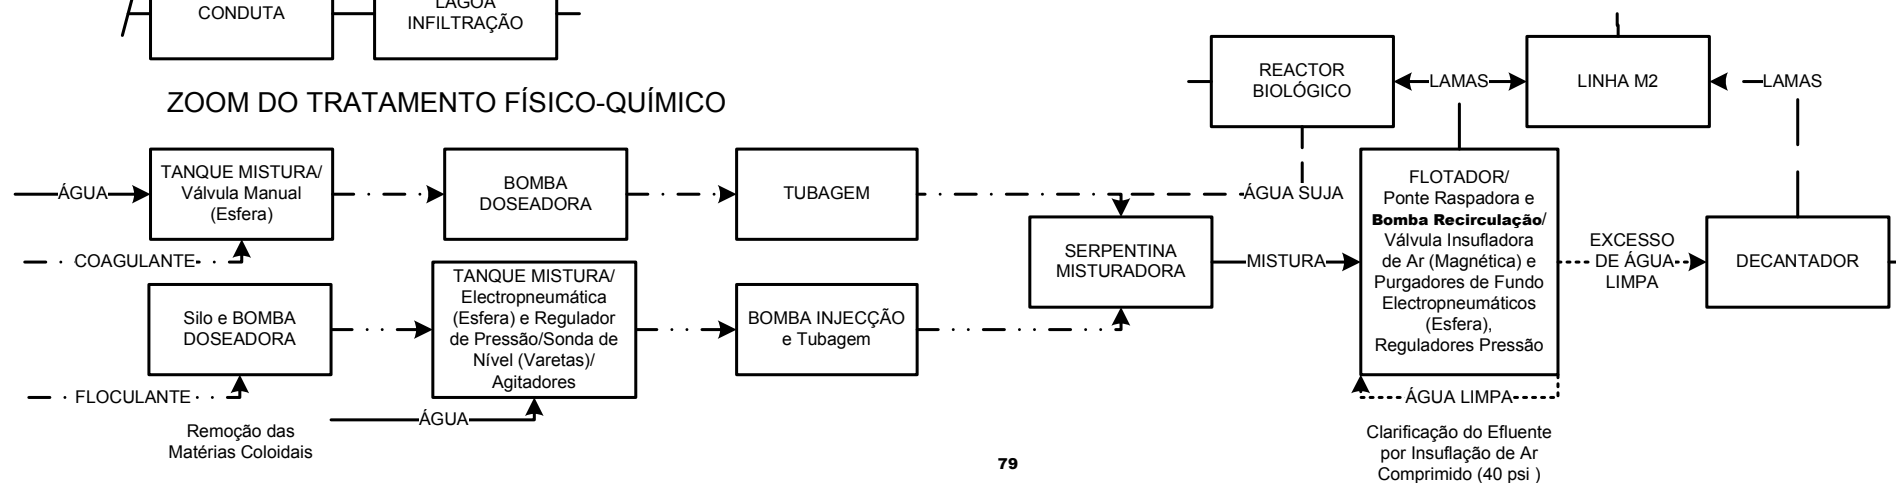 CONDUTA
LAGOA
INFILTRAÇÃO
ZOOM DO TRATAMENTO FÍSICO-QUÍMICO
REACTOR
BIOLÓGICO
LAMAS
LINHA M2
LAMAS
ÁGUA
TANQUE MISTURA/
Válvula Manual
(Esfera)
BOMBA
DOSEADORA
TUBAGEM
ÁGUA SUJA
COAGULANTE
SERPENTINA
MISTURADORA
MISTURA
FLOTADOR/
Ponte Raspadora e
Bomba Recirculação/
Válvula Insufladora
de Ar (Magnética) e
Purgadores de Fundo
Electropneumáticos
(Esfera),
Reguladores Pressão
EXCESSO
DE ÁGUA
LIMPA
DECANTADOR
Silo e BOMBA
DOSEADORA
TANQUE MISTURA/
Electropneumática
(Esfera) e Regulador
de Pressão/Sonda de
Nível (Varetas)/
Agitadores
BOMBA INJECÇÃO
e Tubagem
FLOCULANTE
ÁGUA
ÁGUA LIMPA
Remoção das
Matérias Coloidais
Clarificação do Efluente
por Insuflação de Ar
Comprimido (40 psi )
79